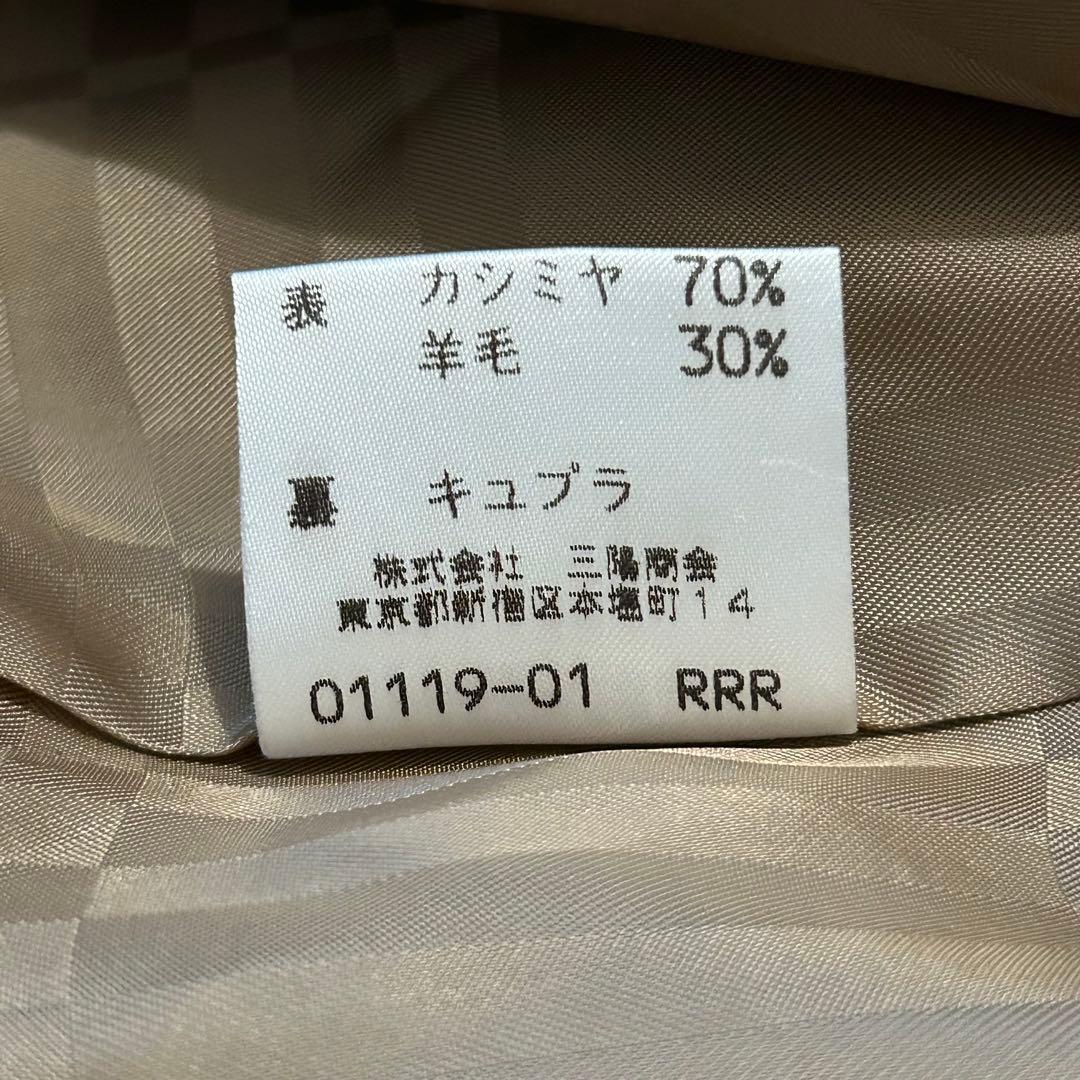 表 カシミヤ 70%
羊毛 30%
裏 キュプラ
株式会社 三陽商会
東京都新宿区本塩町14
01119-01 RRR